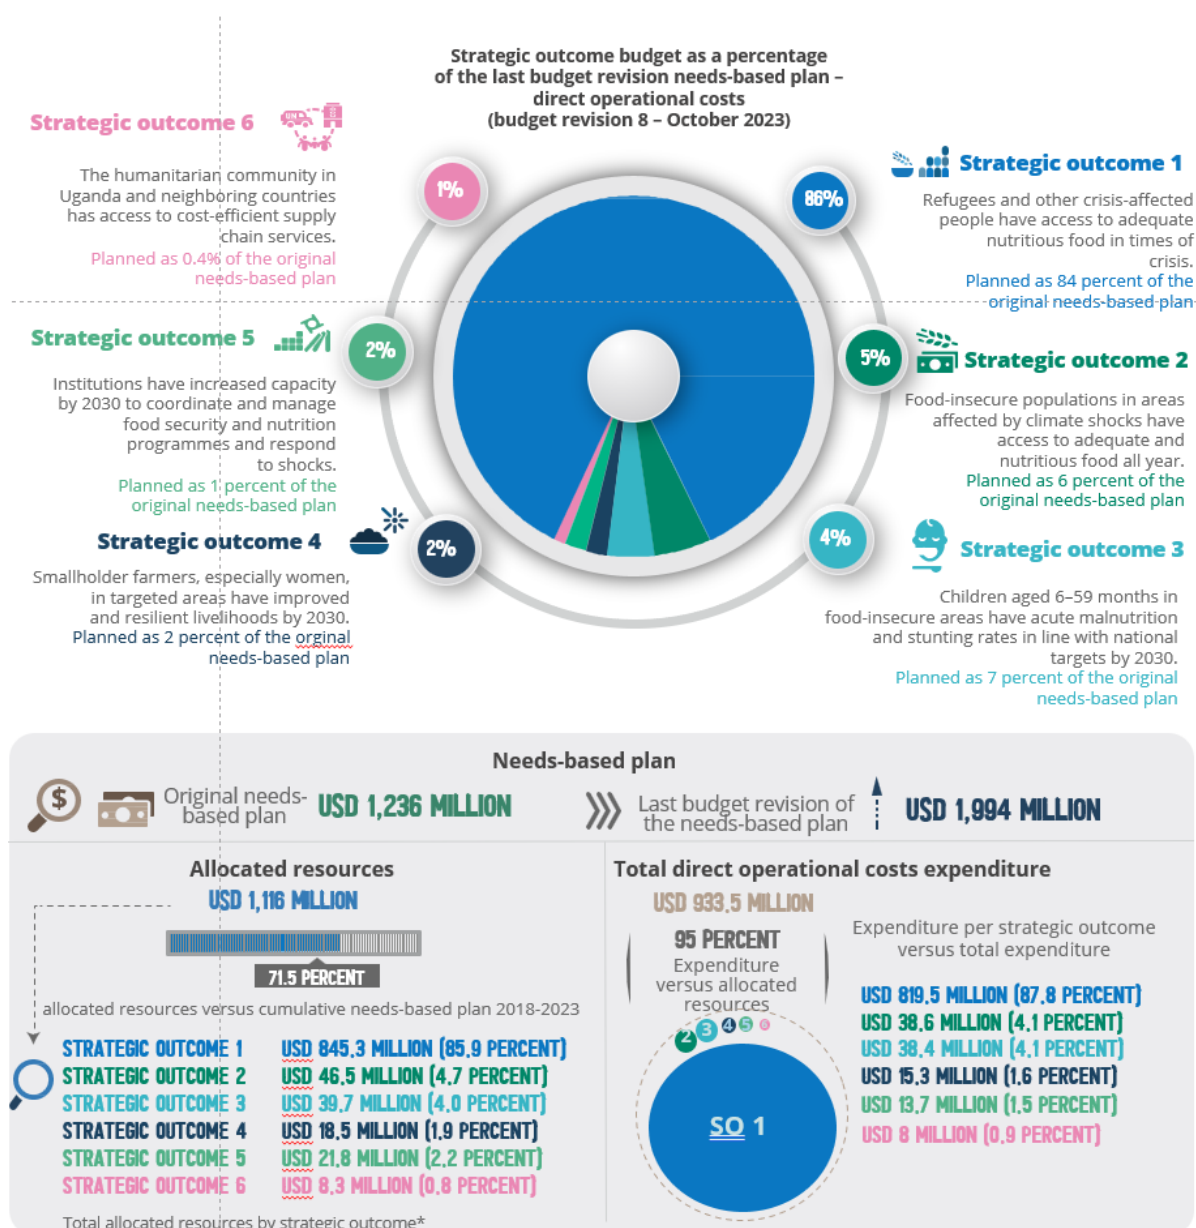 Strategic outcome budget as a percentage
of the last budget revision needs-based plan –
direct operational costs
(budget revision 8 – October 2023)
Strategic outcome 6
The humanitarian community in
Uganda and neighboring countries
has access to cost-efficient supply
chain services.
Planned as 0.4% of the original
needs-based plan
1%
86%
Strategic outcome 1
Refugees and other crisis-affected
people have access to adequate
nutritious food in times of
crisis.
Planned as 84 percent of the
original needs-based plan
Strategic outcome 5
Institutions have increased capacity
by 2030 to coordinate and manage
food security and nutrition
programmes and respond
to shocks.
Planned as 1 percent of the
original needs-based plan
2%
5%
Strategic outcome 2
Food-insecure populations in areas
affected by climate shocks have
access to adequate and
nutritious food all year.
Planned as 6 percent of the
original needs-based plan
Strategic outcome 4
Smallholder farmers, especially women,
in targeted areas have improved
and resilient livelihoods by 2030.
Planned as 2 percent of the orginal
needs-based plan
2%
4%
Strategic outcome 3
Children aged 6–59 months in
food-insecure areas have acute malnutrition
and stunting rates in line with national
targets by 2030.
Planned as 7 percent of the original
needs-based plan
Needs-based plan
$
Original needs-
based plan
USD 1,236 MILLION
Last budget revision of
the needs-based plan
USD 1,994 MILLION
Allocated resources
USD 1,116 MILLION
71.5 PERCENT
allocated resources versus cumulative needs-based plan 2018-2023
STRATEGIC OUTCOME 1 USD 845.3 MILLION (85.9 PERCENT)
STRATEGIC OUTCOME 2 USD 46.5 MILLION (4.7 PERCENT)
STRATEGIC OUTCOME 3 USD 39.7 MILLION (4.0 PERCENT)
STRATEGIC OUTCOME 4 USD 18.5 MILLION (1.9 PERCENT)
STRATEGIC OUTCOME 5 USD 21.8 MILLION (2.2 PERCENT)
STRATEGIC OUTCOME 6 USD 8.3 MILLION (0.8 PERCENT)
Total allocated resources by strategic outcome*
Total direct operational costs expenditure
USD 933.5 MILLION
95 PERCENT
Expenditure
versus allocated
resources
2 3 4 5 6
SO 1
Expenditure per strategic outcome
versus total expenditure
USD 819.5 MILLION (87.8 PERCENT)
USD 38.6 MILLION (4.1 PERCENT)
USD 38.4 MILLION (4.1 PERCENT)
USD 15.3 MILLION (1.6 PERCENT)
USD 13.7 MILLION (1.5 PERCENT)
USD 8 MILLION (0.9 PERCENT)